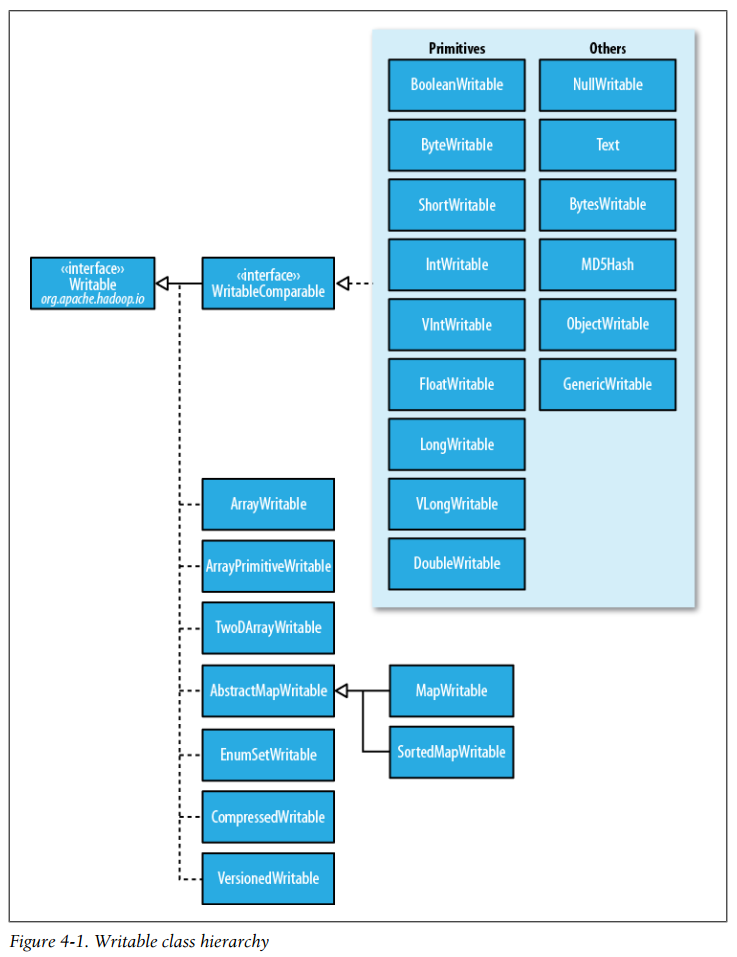 Primitives
Others
BooleanWritable
NullWritable
ByteWritable
Text
ShortWritable
BytesWritable
«interface»
Writable
org.apache.hadoop.io
«interface»
WritableComparable
IntWritable
MD5Hash
VIntWritable
ObjectWritable
FloatWritable
GenericWritable
LongWritable
ArrayWritable
VLongWritable
ArrayPrimitiveWritable
DoubleWritable
TwoDArrayWritable
AbstractMapWritable
MapWritable
EnumSetWritable
SortedMapWritable
CompressedWritable
VersionedWritable
Figure 4-1. Writable class hierarchy